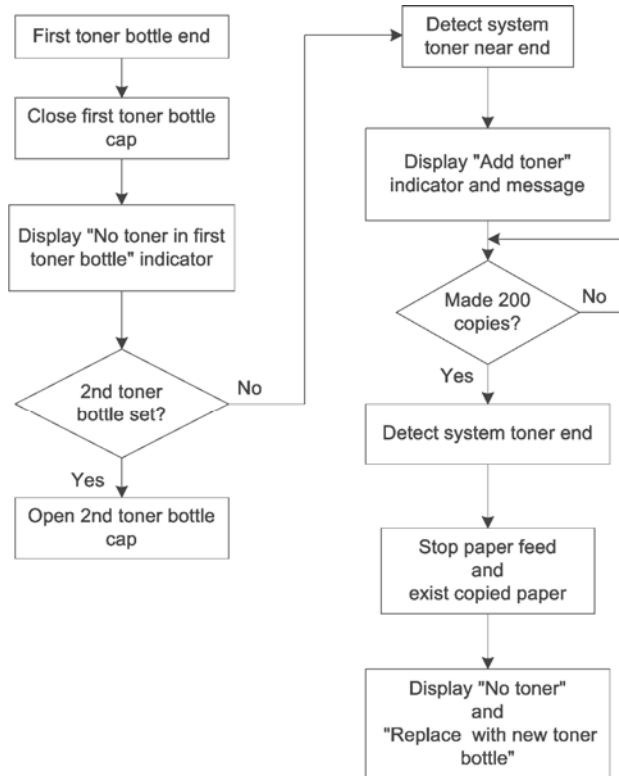 First toner bottle end
Close first toner bottle
cap
Display "No toner in first
toner bottle" indicator
2nd toner
bottle set?
No
Yes
Open 2nd toner bottle
cap
Detect system
toner near end
Display "Add toner"
indicator and message
Made 200
copies?
No
Yes
Detect system toner end
Stop paper feed
and
exist copied paper
Display "No toner"
and
"Replace with new toner
bottle"